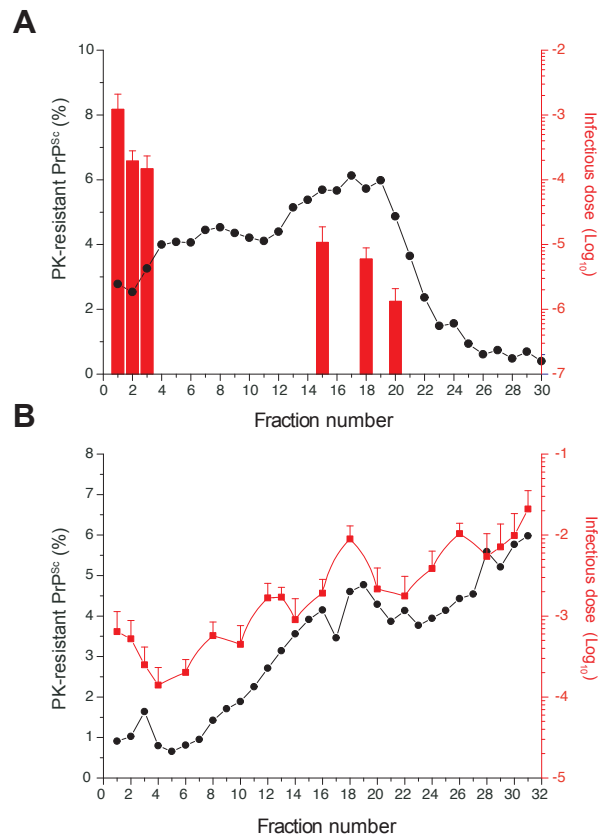 A
PK-resistant PrPSc (%)
10
8
6
4
2
0
-2
-3
-4
-5
-6
-7
Infectious dose (Log10)
0 2 4 6 8 10 12 14 16 18 20 22 24 26 28 30
Fraction number
B
PK-resistant PrPSc (%)
8
7
6
5
4
3
2
1
0
-1
-2
-3
-4
-5
Infectious dose (Log10)
0 2 4 6 8 10 12 14 16 18 20 22 24 26 28 30 32
Fraction number